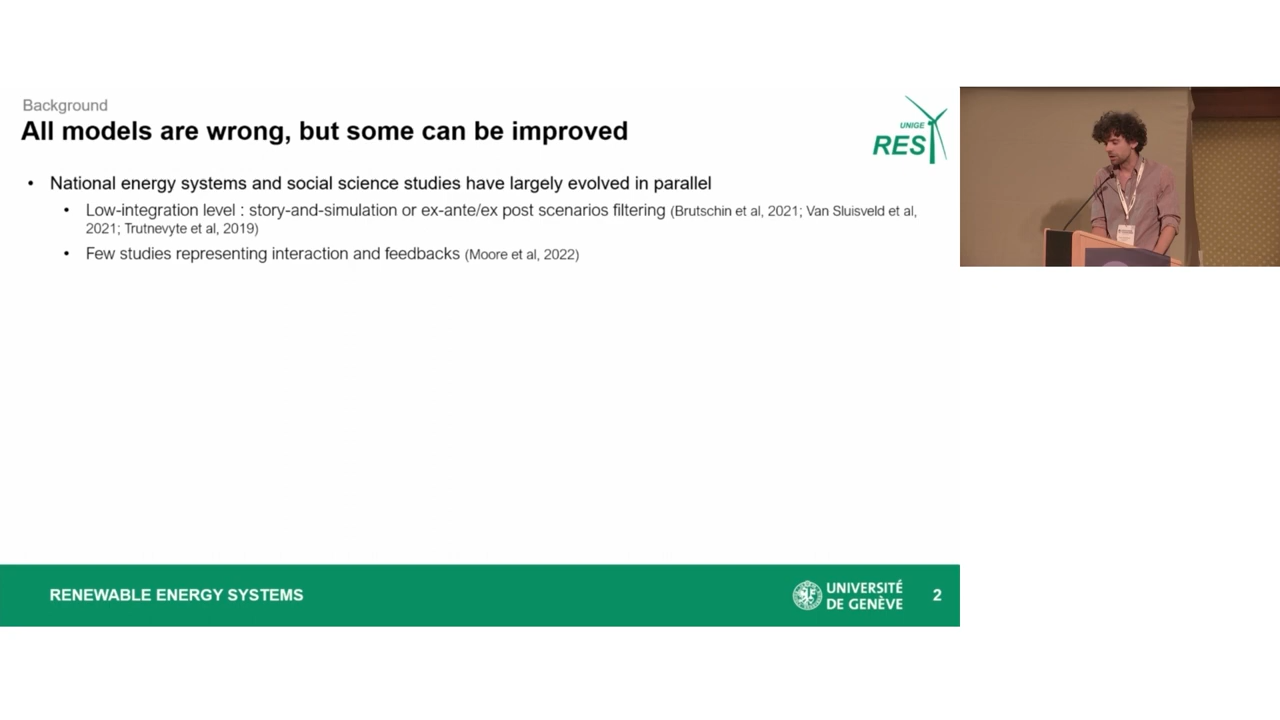 Background
All models are wrong, but some can be improved
UNIGE
RES
• National energy systems and social science studies have largely evolved in parallel
• Low-integration level : story-and-simulation or ex-ante/ex post scenarios filtering (Brutschin et al, 2021; Van Sluisveld et al,
2021; Trutnevyte et al, 2019)
• Few studies representing interaction and feedbacks (Moore et al, 2022)
RENEWABLE ENERGY SYSTEMS
UNIVERSITÉ
DE GENÈVE
2